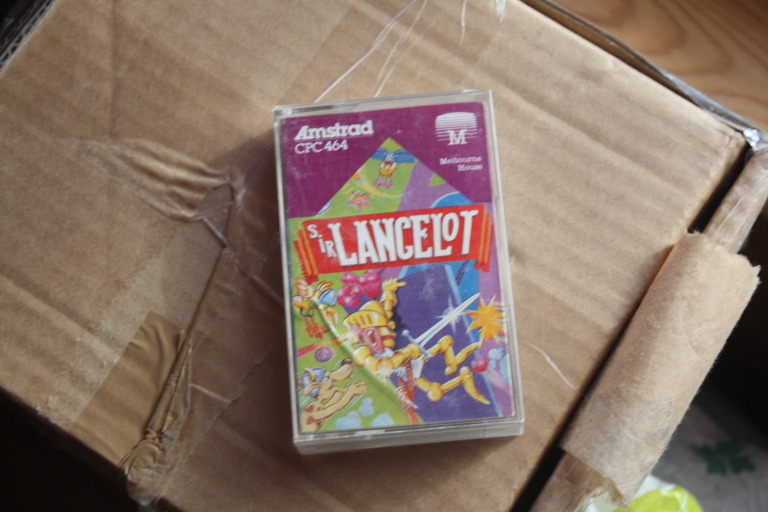 Amstrad
CPC 464
M
Melbourne
House
SIR LANCELOT